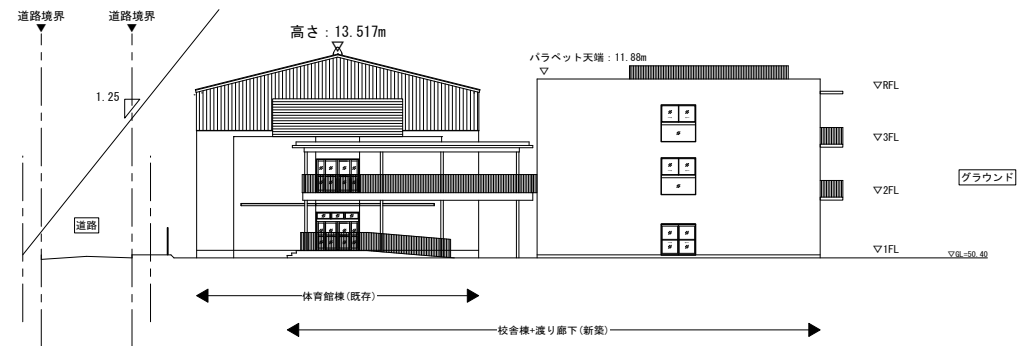 道路境界
道路境界
高さ：13.517m
パラペット天端：11.88m
▽RFL
1.25
▽3FL
グラウンド
▽2FL
道路
▽1FL
▽GL=50.40
体育館棟(既存)
校舎棟+渡り廊下(新築)